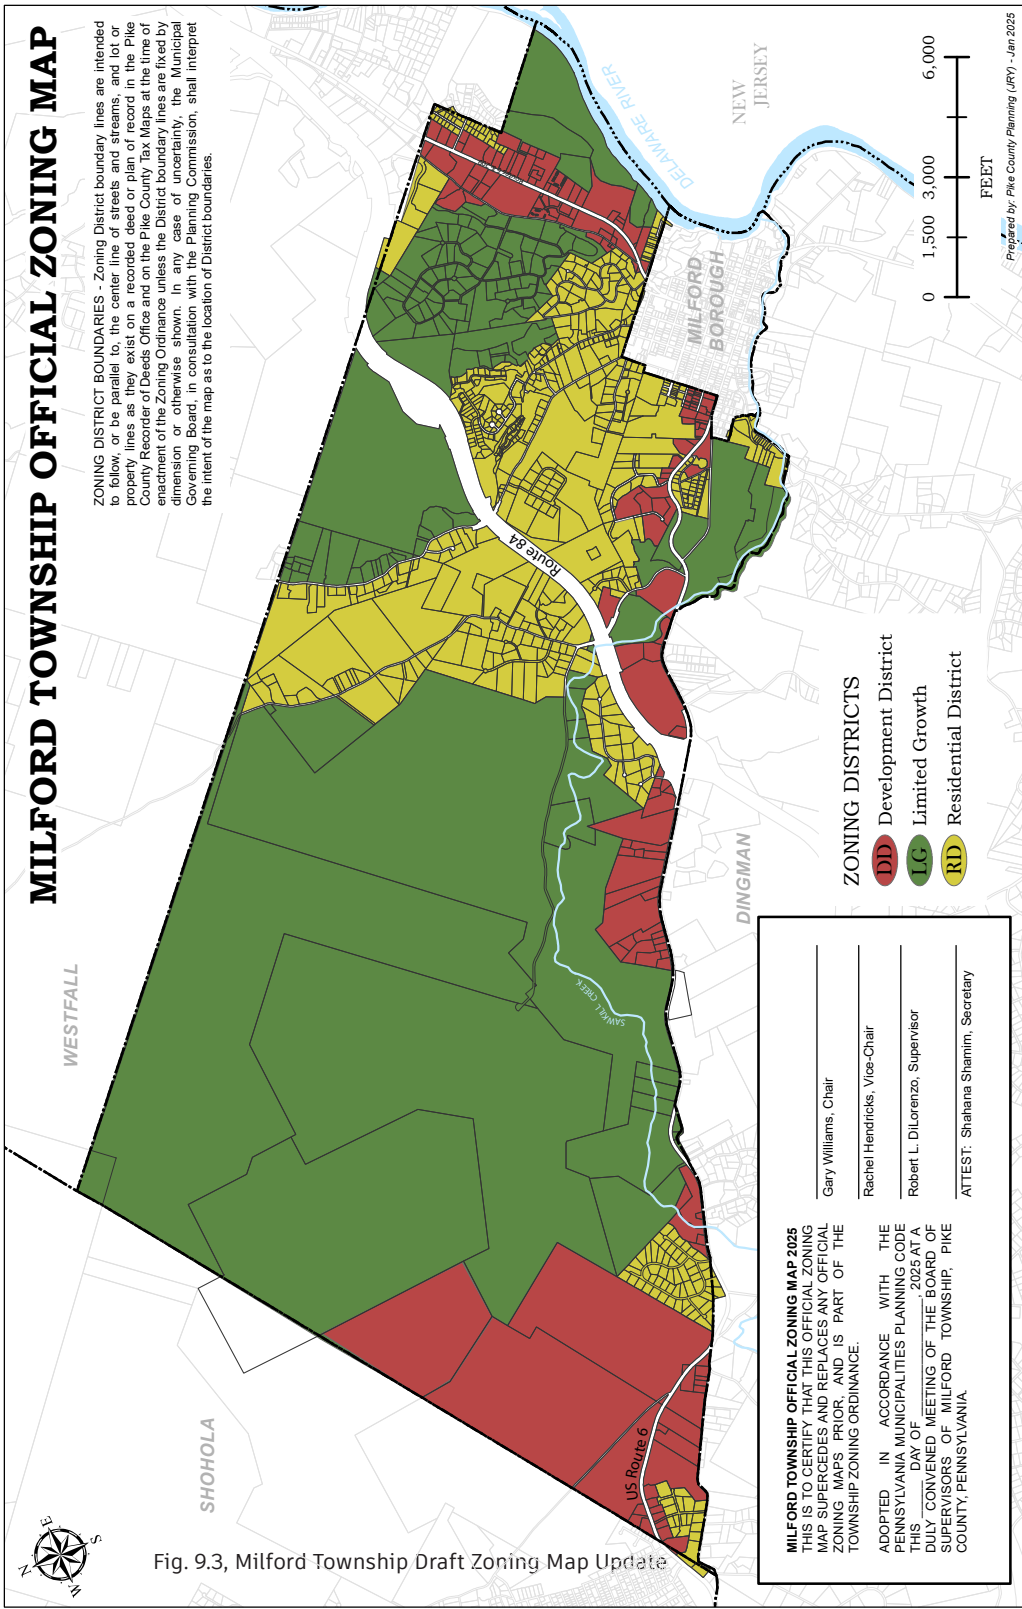 MILFORD TOWNSHIP OFFICIAL ZONING MAP
ZONING DISTRICT BOUNDARIES - Zoning District boundary lines are intended
to follow, or be parallel to, the center line of streets and streams, and lot or
property lines as they exist on a recorded deed or plan of record in the Pike
County Recorder of Deeds Office and on the Pike County Tax Maps at the time of
enactment of the Zoning Ordinance unless the District boundary lines are fixed by
dimension or otherwise shown. In any case of uncertainty, the Municipal
Governing Board, in consultation with the Planning Commission, shall interpret
the intent of the map as to the location of District boundaries.
WESTFALL
SHOHOLA
DINGMAN
MILFORD
BOROUGH
NEW
JERSEY
DELAWARE RIVER
SAWKILL CREEK
Route 84
US Route 6
N
E
S
W
ZONING DISTRICTS
DD Development District
LG Limited Growth
RD Residential District
0 1,500 3,000 6,000
FEET
Prepared by: Pike County Planning (JRY) - Jan 2025
MILFORD TOWNSHIP OFFICIAL ZONING MAP 2025
THIS IS TO CERTIFY THAT THIS OFFICIAL ZONING
MAP SUPERCEDES AND REPLACES ANY OFFICIAL
ZONING MAPS PRIOR, AND IS PART OF THE
TOWNSHIP ZONING ORDINANCE.
ADOPTED IN ACCORDANCE WITH THE
PENNSYLVANIA MUNICIPALITIES PLANNING CODE
THIS ______ DAY OF ____________, 2025 AT A
DULY CONVENED MEETING OF THE BOARD OF
SUPERVISORS OF MILFORD TOWNSHIP, PIKE
COUNTY, PENNSYLVANIA.
Gary Williams, Chair
Rachel Hendricks, Vice-Chair
Robert L. DiLorenzo, Supervisor
ATTEST: Shahana Shamim, Secretary
Fig. 9.3, Milford Township Draft Zoning Map Update